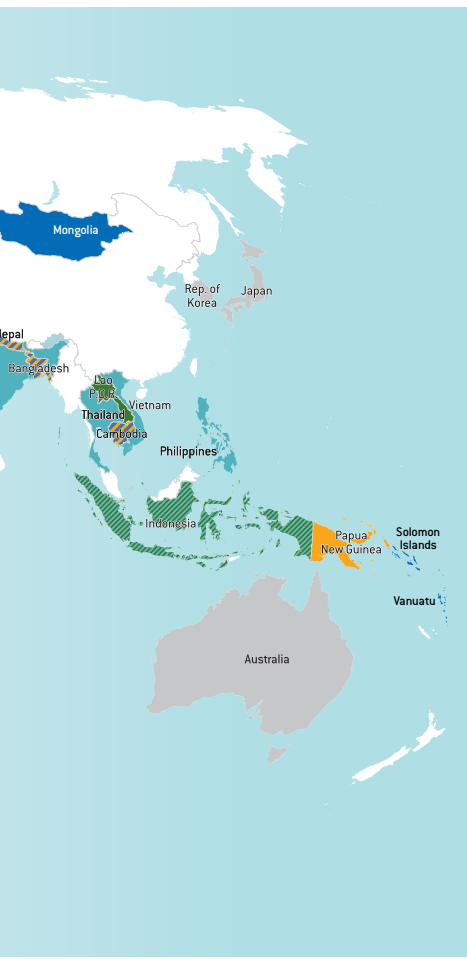 Mongolia
Rep. of
Korea
Japan
epal
Bangladesh
Lao
P.D.R.
Vietnam
Thailand
Cambodia
Philippines
Indonesia
Papua
New Guinea
Solomon
Islands
Vanuatu
Australia